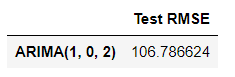 Test RMSE
ARIMA(1, 0, 2) 106.786624